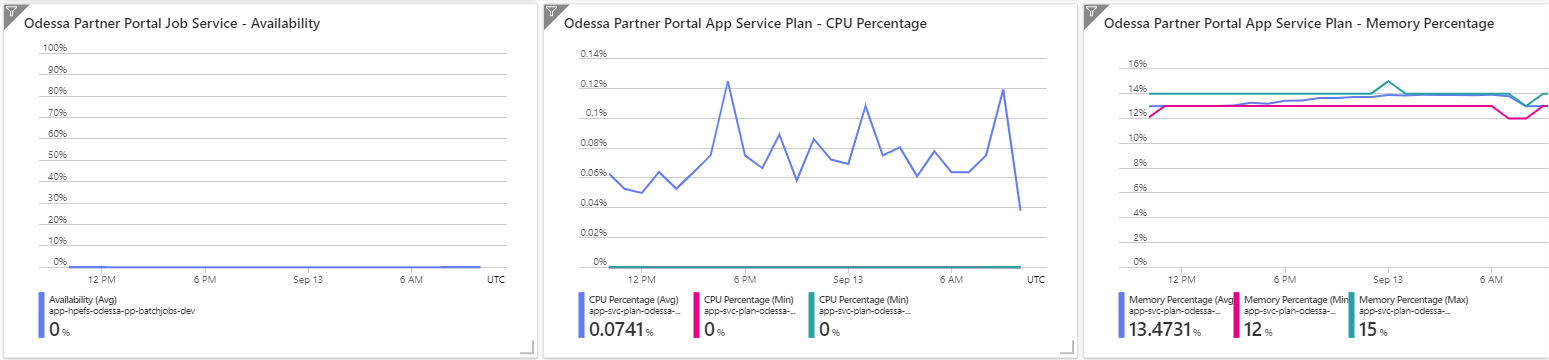 Odessa Partner Portal Job Service - Availability
100%
90%
80%
70%
60%
50%
40%
30%
20%
10%
0%
12 PM
6 PM
Sep 13
6 AM
UTC
Availability (Avg)
app-hpefs-odessa-pp-batchjobs-dev
0 %
Odessa Partner Portal App Service Plan - CPU Percentage
0.14%
0.12%
0.1%
0.08%
0.06%
0.04%
0.02%
0%
12 PM
6 PM
Sep 13
6 AM
UTC
CPU Percentage (Avg)
app-svc-plan-odessa-...
0.0741 %
CPU Percentage (Min)
app-svc-plan-odessa-...
0 %
CPU Percentage (Min)
app-svc-plan-odessa-...
0 %
Odessa Partner Portal App Service Plan - Memory Percentage
16%
14%
12%
10%
8%
6%
4%
2%
0%
12 PM
6 PM
Sep 13
6 AM
Memory Percentage (Avg
app-svc-plan-odessa-...
13.4731 %
Memory Percentage (Min
app-svc-plan-odessa-...
12 %
Memory Percentage (Max)
app-svc-plan-odessa-...
15 %